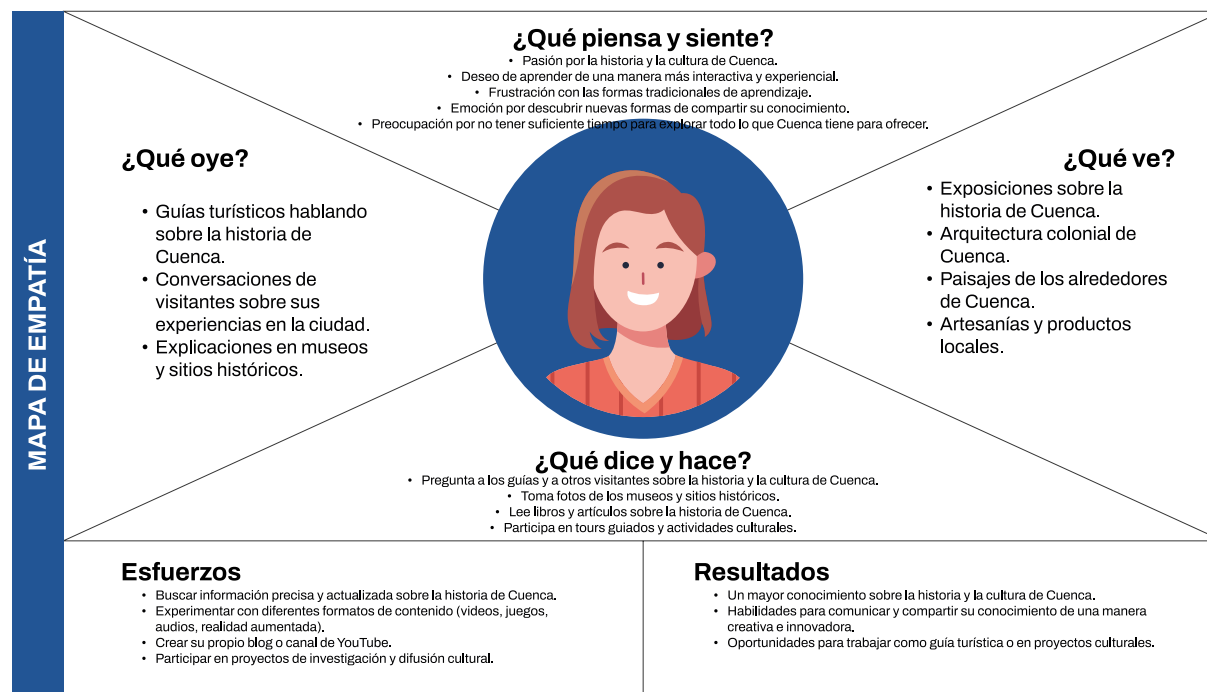 MAPA DE EMPATÍA
¿Qué piensa y siente?
• Pasión por la historia y la cultura de Cuenca.
• Deseo de aprender de una manera más interactiva y experiencial.
• Frustración con las formas tradicionales de aprendizaje.
• Emoción por descubrir nuevas formas de compartir su conocimiento.
• Preocupación por no tener suficiente tiempo para explorar todo lo que Cuenca tiene para ofrecer.
¿Qué oye?
• Guías turísticos hablando
sobre la historia de
Cuenca.
• Conversaciones de
visitantes sobre sus
experiencias en la ciudad.
• Explicaciones en museos
y sitios históricos.
¿Qué ve?
• Exposiciones sobre la
historia de Cuenca.
• Arquitectura colonial de
Cuenca.
• Paisajes de los alrededores
de Cuenca.
• Artesanías y productos
locales.
¿Qué dice y hace?
• Pregunta a los guías y a otros visitantes sobre la historia y la cultura de Cuenca.
• Toma fotos de los museos y sitios históricos.
• Lee libros y artículos sobre la historia de Cuenca.
• Participa en tours guiados y actividades culturales.
Esfuerzos
• Buscar información precisa y actualizada sobre la historia de Cuenca.
• Experimentar con diferentes formatos de contenido (videos, juegos,
audios, realidad aumentada).
• Crear su propio blog o canal de YouTube.
• Participar en proyectos de investigación y difusión cultural.
Resultados
• Un mayor conocimiento sobre la historia y la cultura de Cuenca.
• Habilidades para comunicar y compartir su conocimiento de una manera
creativa e innovadora.
• Oportunidades para trabajar como guía turística o en proyectos culturales.